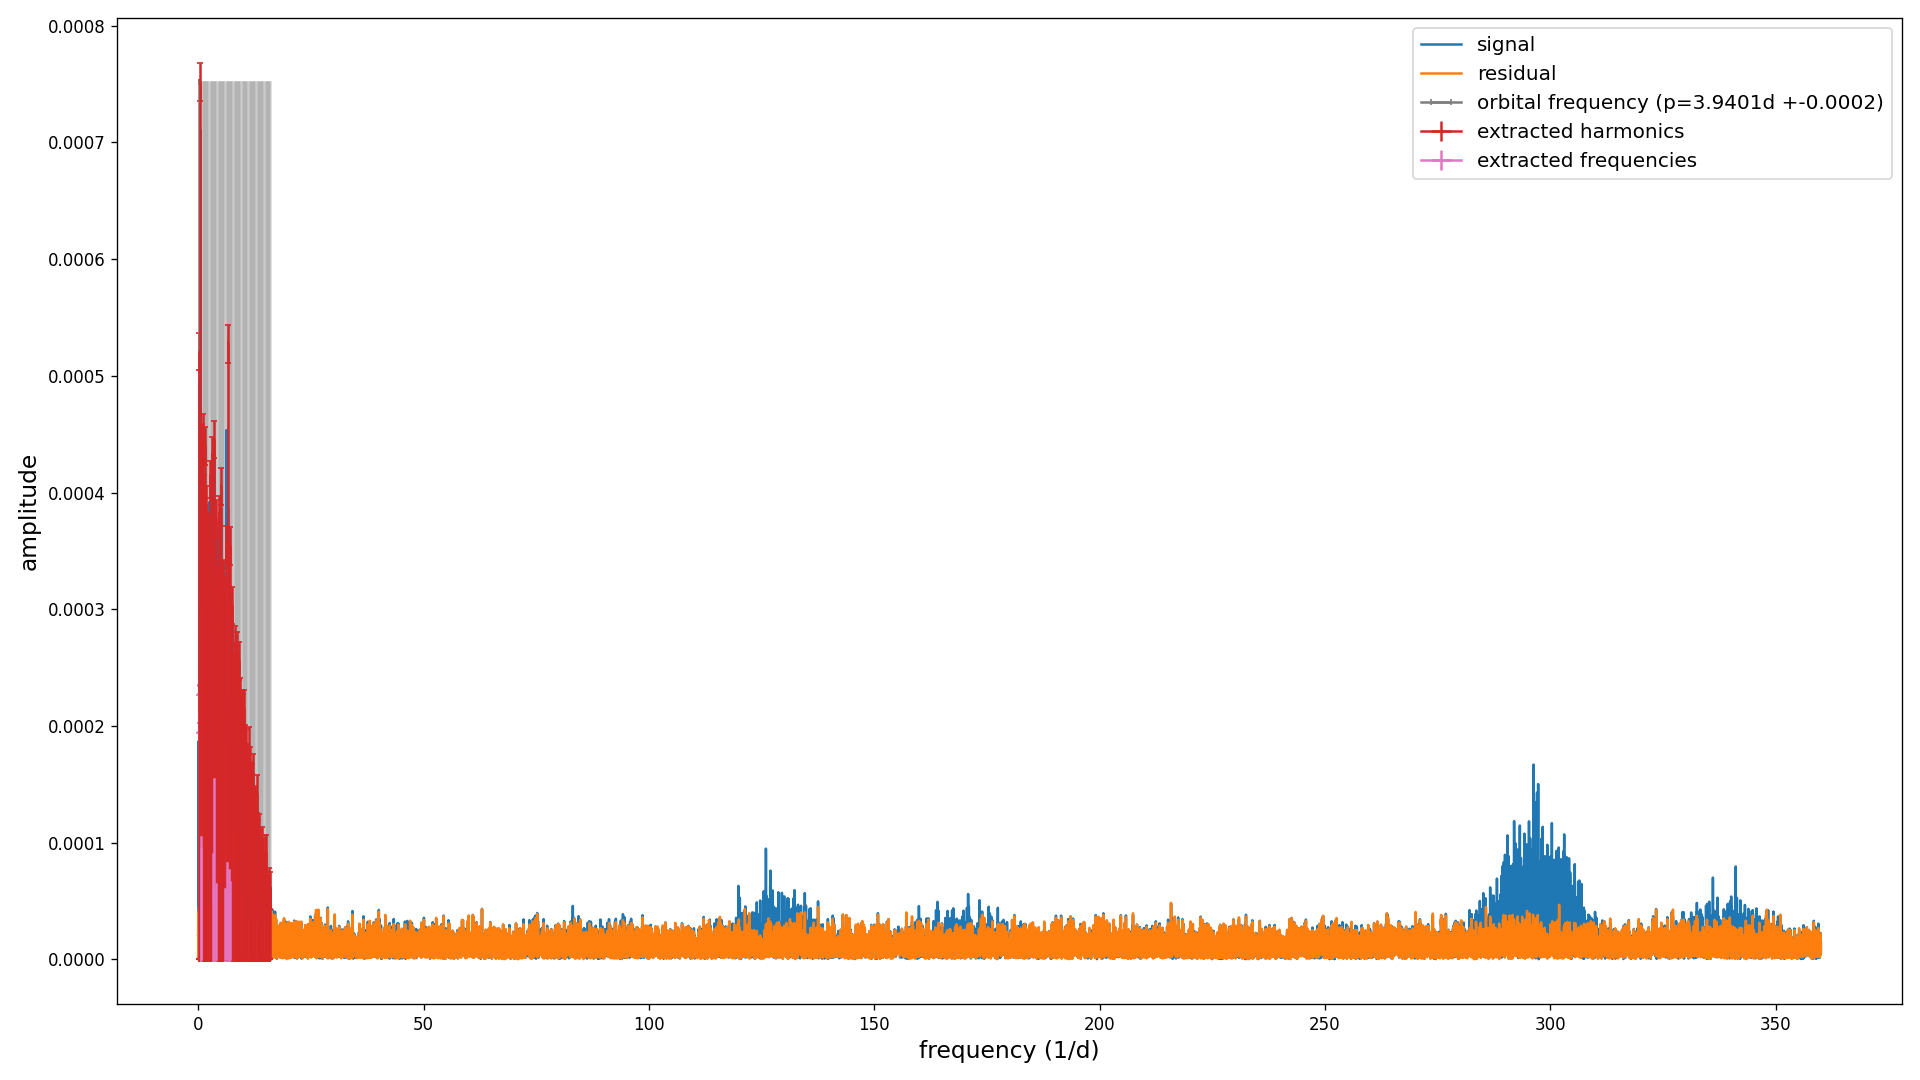 0.0008
0.0007
0.0006
0.0005
0.0004
0.0003
0.0002
0.0001
0.0000
amplitude
signal
residual
orbital frequency (p=3.9401d +-0.0002)
extracted harmonics
extracted frequencies
0 50 100 150 200 250 300 350
frequency (1/d)